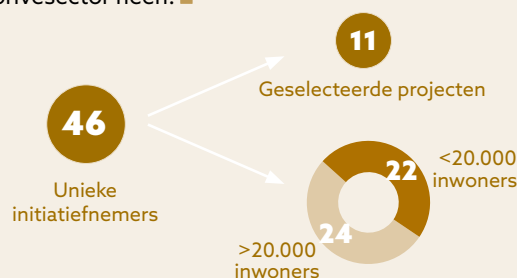 11
Geselecteerde projecten
46
Unieke
initiatiefnemers
22
<20.000
inwoners
24
>20.000
inwoners